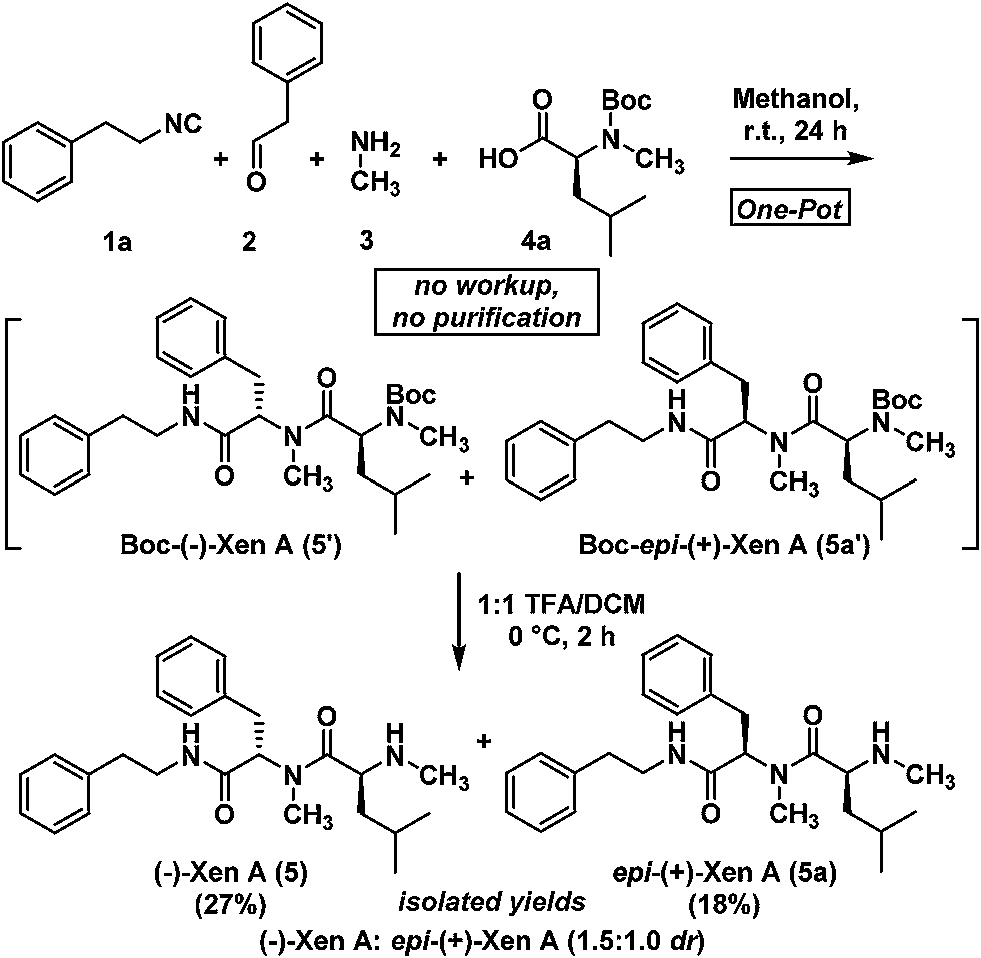 NC
+
O
+
NH2
CH3
+
O
HO
Boc
N
CH3
Methanol,
r.t., 24 h
One-Pot
1a
2
3
4a
no workup,
no purification
H
N
O
N
CH3
O
Boc
N
CH3
+
H
N
O
N
CH3
O
Boc
N
CH3
Boc-(-)-Xen A (5')
Boc-epi-(+)-Xen A (5a')
1:1 TFA/DCM
0 °C, 2 h
H
N
O
N
CH3
O
H
N
CH3
+
H
N
O
N
CH3
O
H
N
CH3
(-)-Xen A (5)
(27%)
isolated yields
epi-(+)-Xen A (5a)
(18%)
(-)-Xen A: epi-(+)-Xen A (1.5:1.0 dr)